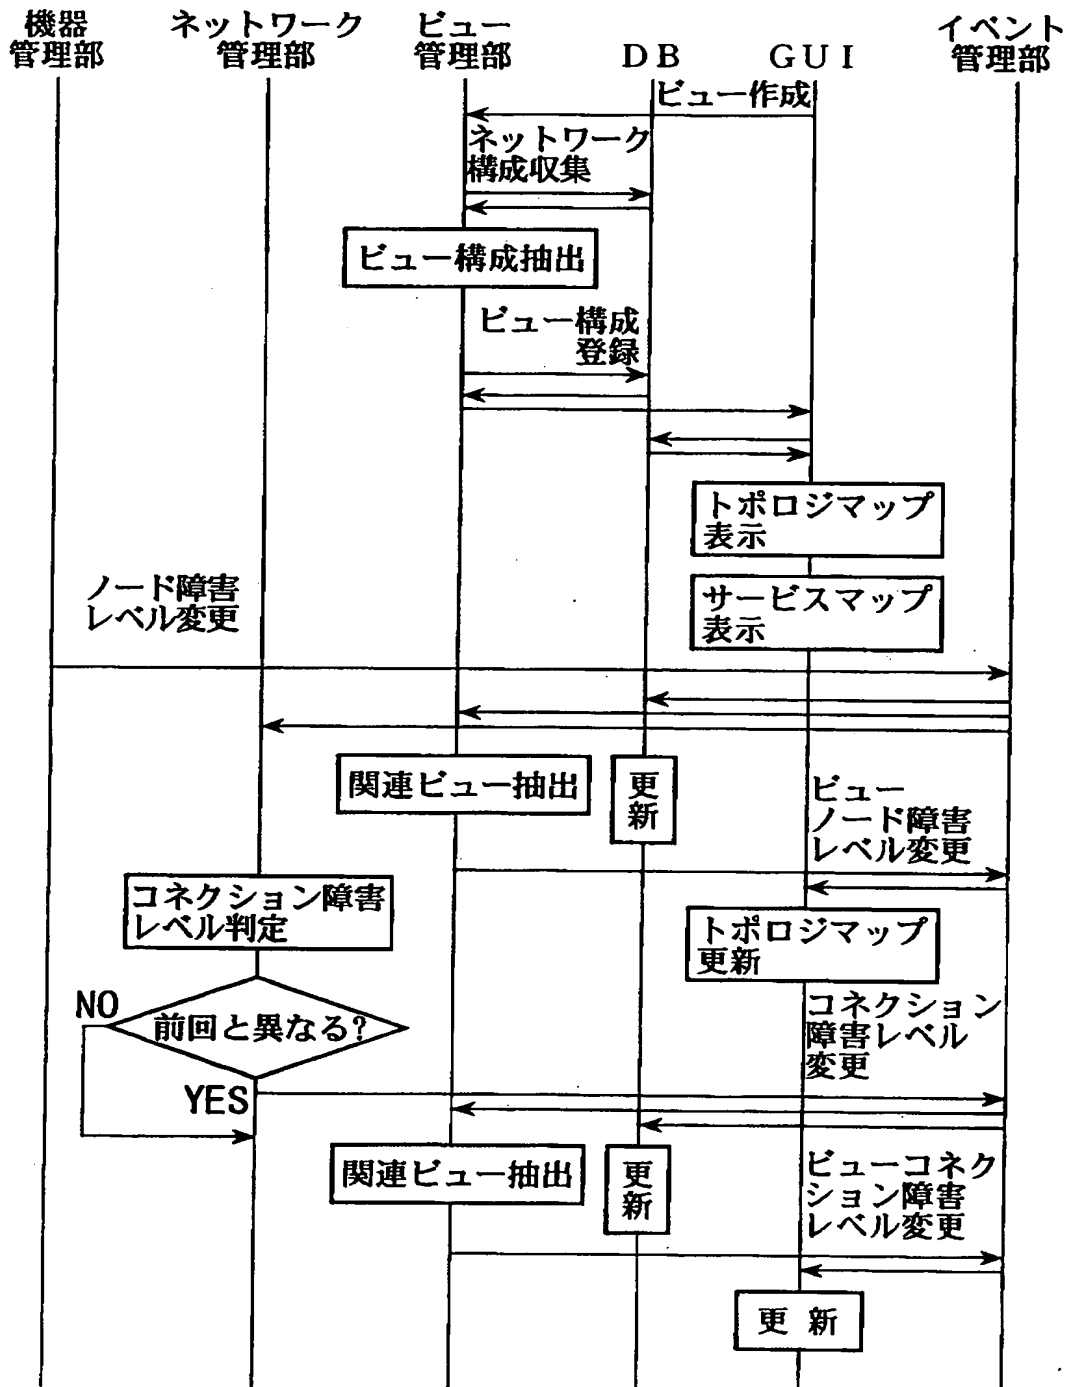 機器
管理部
ネットワーク
管理部
ビュー
管理部
ＤＢ
ＧＵＩ
イベント
管理部
ビュー作成
ネットワーク
構成収集
ビュー構成抽出
ビュー構成
登録
トポロジマップ
表示
サービスマップ
表示
ノード障害
レベル変更
関連ビュー抽出
更
新
ビュー
ノード障害
レベル変更
コネクション障害
レベル判定
トポロジマップ
更新
NO
前回と異なる?
コネクション
障害レベル
変更
YES
関連ビュー抽出
更
新
ビューコネク
ション障害
レベル変更
更 新